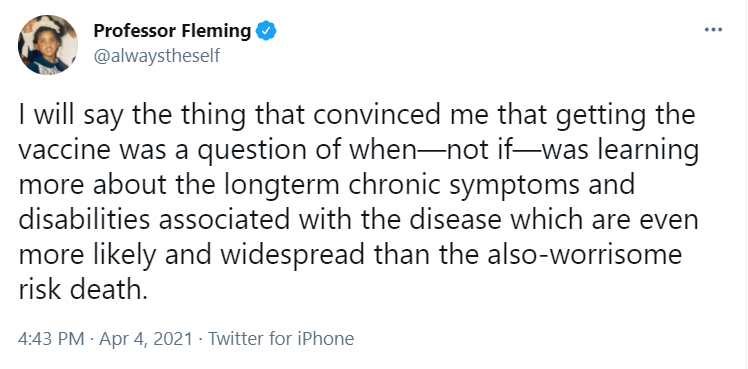 Professor Fleming
@alwaystheself
I will say the thing that convinced me that getting the
vaccine was a question of when—not if—was learning
more about the longterm chronic symptoms and
disabilities associated with the disease which are even
more likely and widespread than the also-worrisome
risk death.
4:43 PM · Apr 4, 2021 · Twitter for iPhone